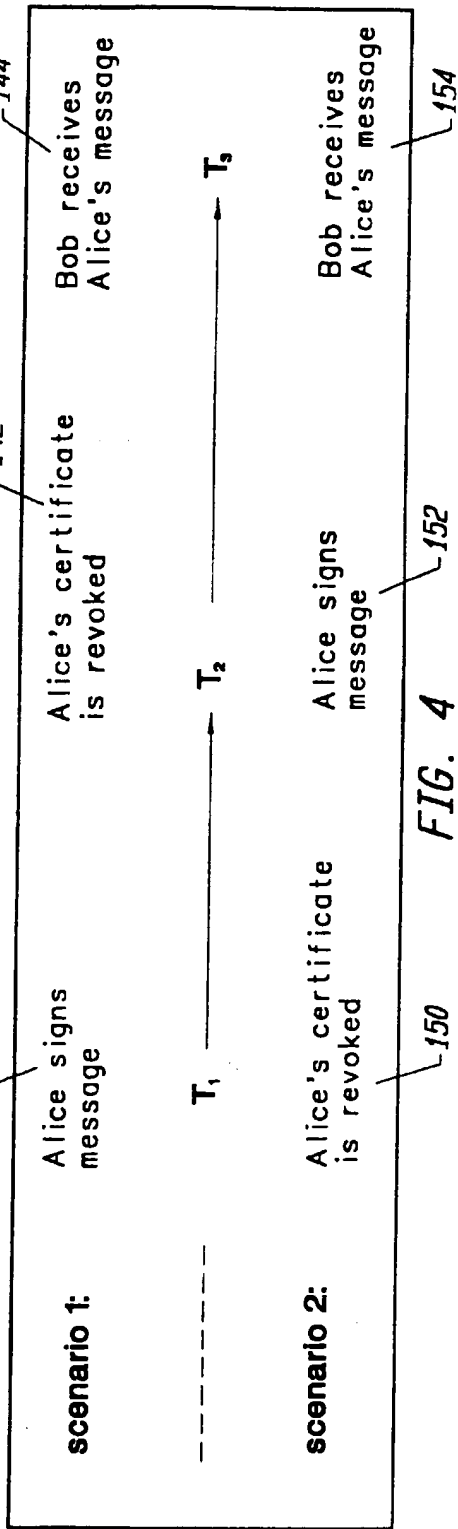 144
scenario 1:
Alice signs
message
Alice's certificate
is revoked
Bob receives
Alice's message
T₁
T₂
T₃
scenario 2:
Alice's certificate
is revoked
Alice signs
message
Bob receives
Alice's message
150
152
154
FIG. 4